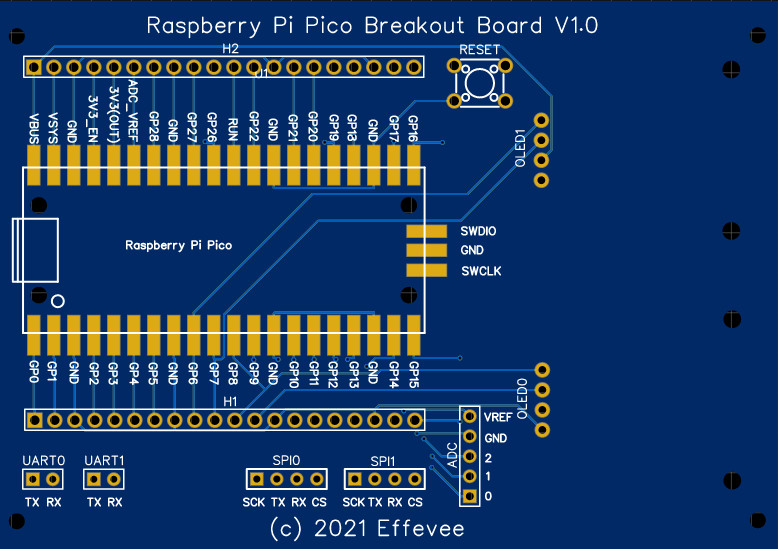 Raspberry Pi Pico Breakout Board V1.0
H2
RESET
U1
VBUS VSYS GND 3V3_EN 3V3(OUT) ADC_VREF GP28 GND GP27 GP26 RUN GP22 GND GP21 GP20 GP19 GP18 GND GP17 GP16
OLED1
SWDIO
Raspberry Pi Pico
GND
SWCLK
GP0 GP1 GND GP2 GP3 GP4 GP5 GND GP6 GP7 GP8 GP9 GND GP10 GP11 GP12 GP13 GND GP14 GP15
OLED0
H1
VREF
GND
ADC
2
1
0
UART0 UART1 SPI0 SPI1
TX RX TX RX SCK TX RX CS SCK TX RX CS
(c) 2021 Effevee